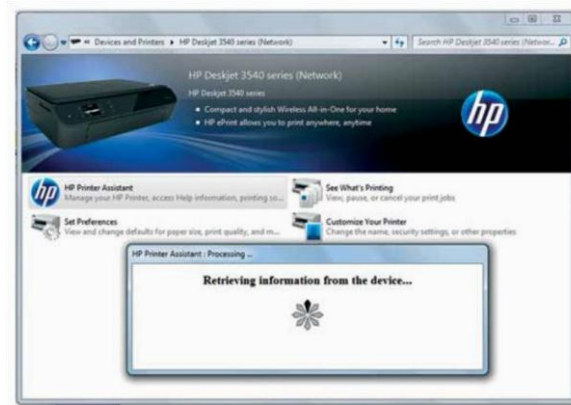 « Devices and Printers ▸ HP Deskjet 3540 series (Network)
Search HP Deskjet 3540 series (Networ...
HP Deskjet 3540 series (Network)
HP Deskjet 3540 series
• Compact and stylish Wireless All-in-One for your home
• HP ePrint allows you to print anywhere, anytime
hp
hp
HP Printer Assistant
Manage your HP Printer, access Help information, printing so...
See What's Printing
View, pause, or cancel your print jobs
Set Preferences
View and change defaults for paper size, print quality, and m...
Customize Your Printer
Change the name, security settings, or other properties
HP Printer Assistant : Processing ...
Retrieving information from the device...